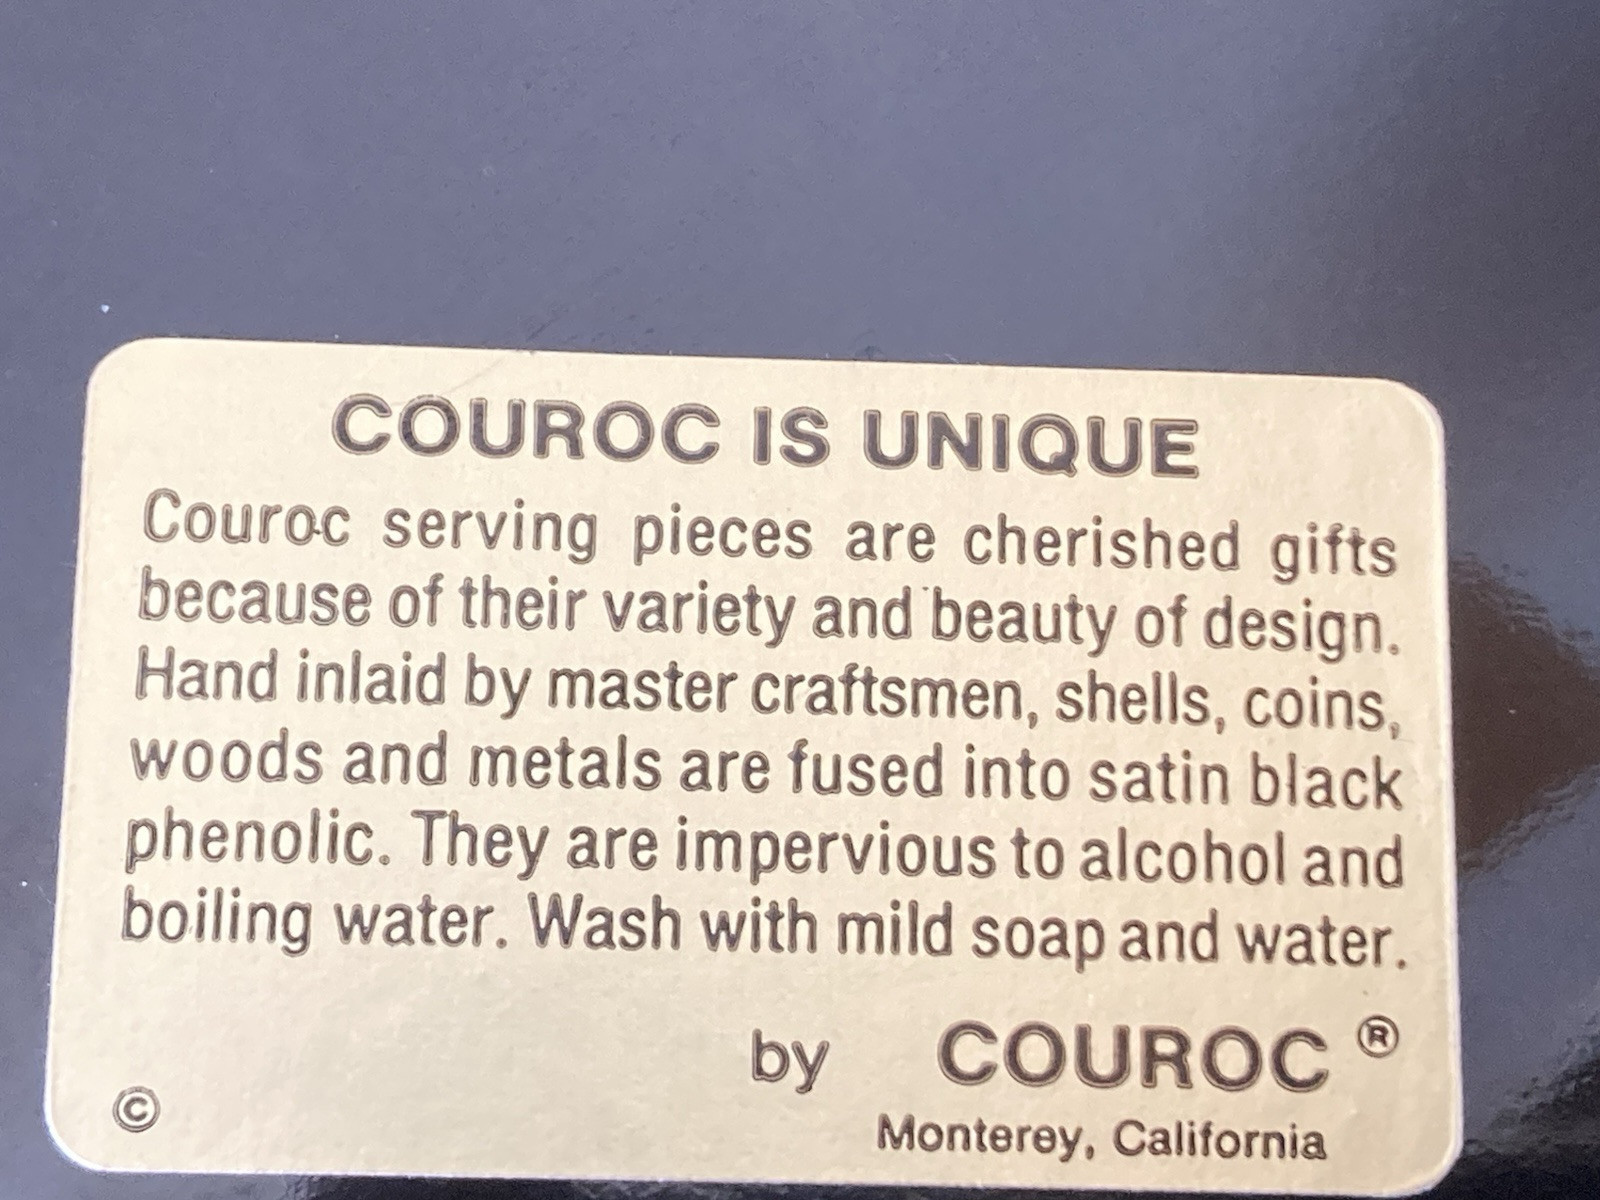 COUROC IS UNIQUE
Couroc serving pieces are cherished gifts
because of their variety and beauty of design.
Hand inlaid by master craftsmen, shells, coins,
woods and metals are fused into satin black
phenolic. They are impervious to alcohol and
boiling water. Wash with mild soap and water.
by COUROC ®
©
Monterey, California